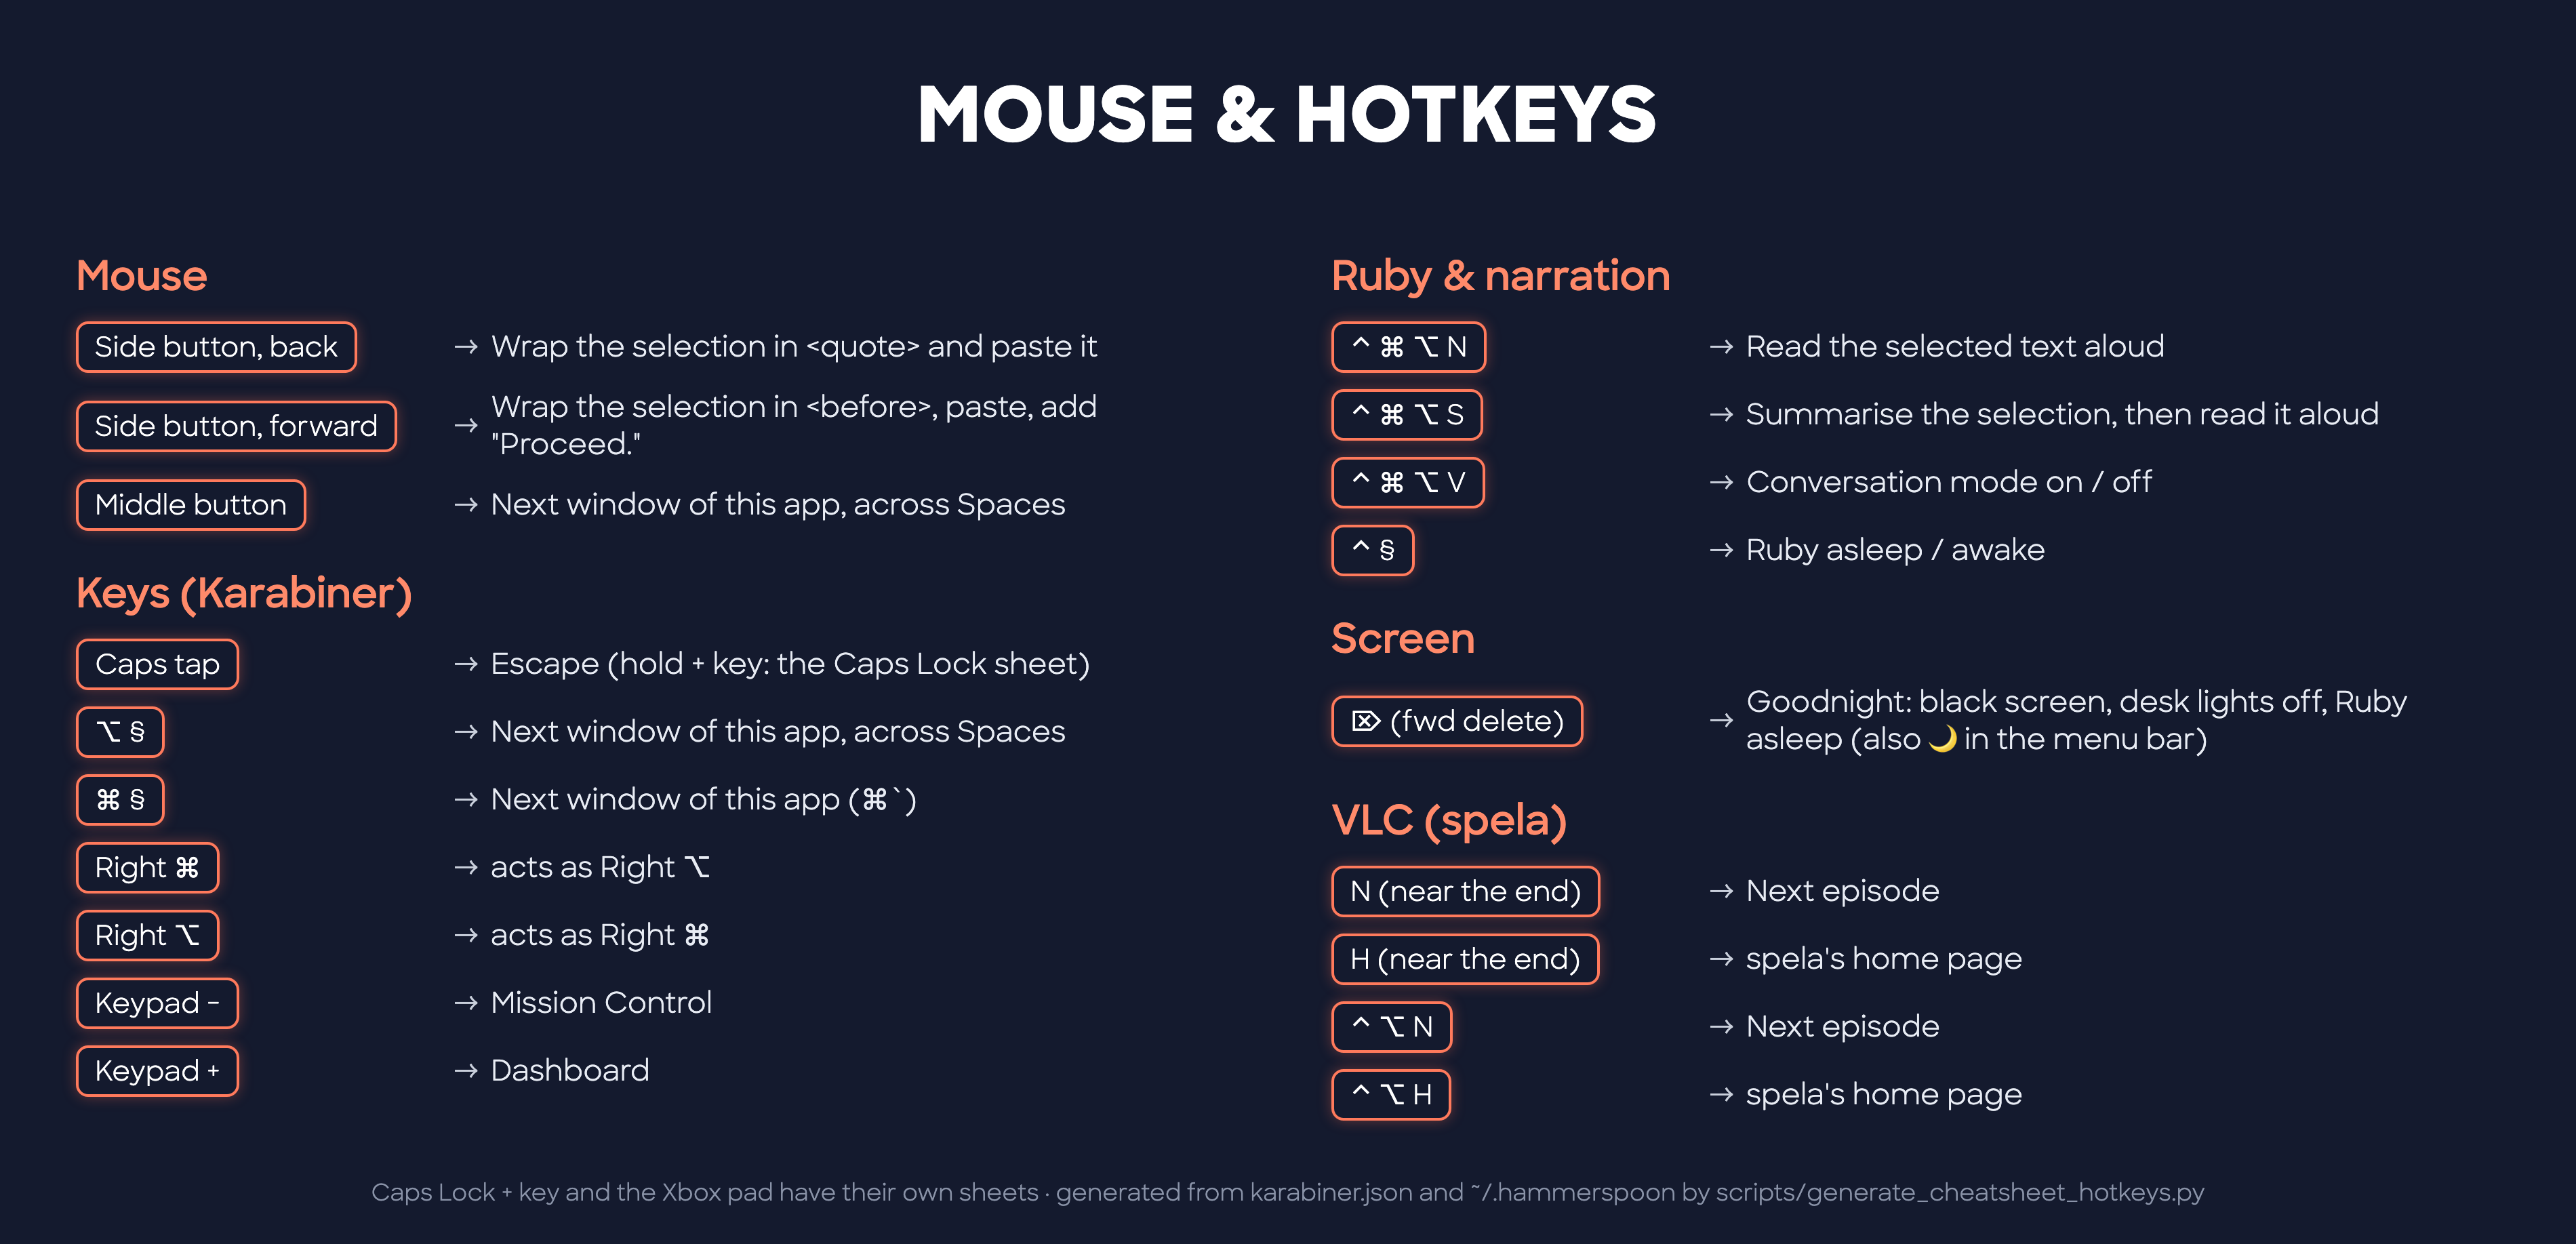 MOUSE & HOTKEYS
Mouse
Side button, back → Wrap the selection in <quote> and paste it
Side button, forward → Wrap the selection in <before>, paste, add
"Proceed."
Middle button → Next window of this app, across Spaces
Keys (Karabiner)
Caps tap → Escape (hold + key: the Caps Lock sheet)
⌥ § → Next window of this app, across Spaces
⌘ § → Next window of this app (⌘`)
Right ⌘ → acts as Right ⌥
Right ⌥ → acts as Right ⌘
Keypad − → Mission Control
Keypad + → Dashboard
Ruby & narration
⌃ ⌘ ⌥ N → Read the selected text aloud
⌃ ⌘ ⌥ S → Summarise the selection, then read it aloud
⌃ ⌘ ⌥ V → Conversation mode on / off
⌃ § → Ruby asleep / awake
Screen
⌦ (fwd delete) → Goodnight: black screen, desk lights off, Ruby
asleep (also 🌙 in the menu bar)
VLC (spela)
N (near the end) → Next episode
H (near the end) → spela's home page
⌃ ⌥ N → Next episode
⌃ ⌥ H → spela's home page
Caps Lock + key and the Xbox pad have their own sheets · generated from karabiner.json and ~/.hammerspoon by scripts/generate_cheatsheet_hotkeys.py